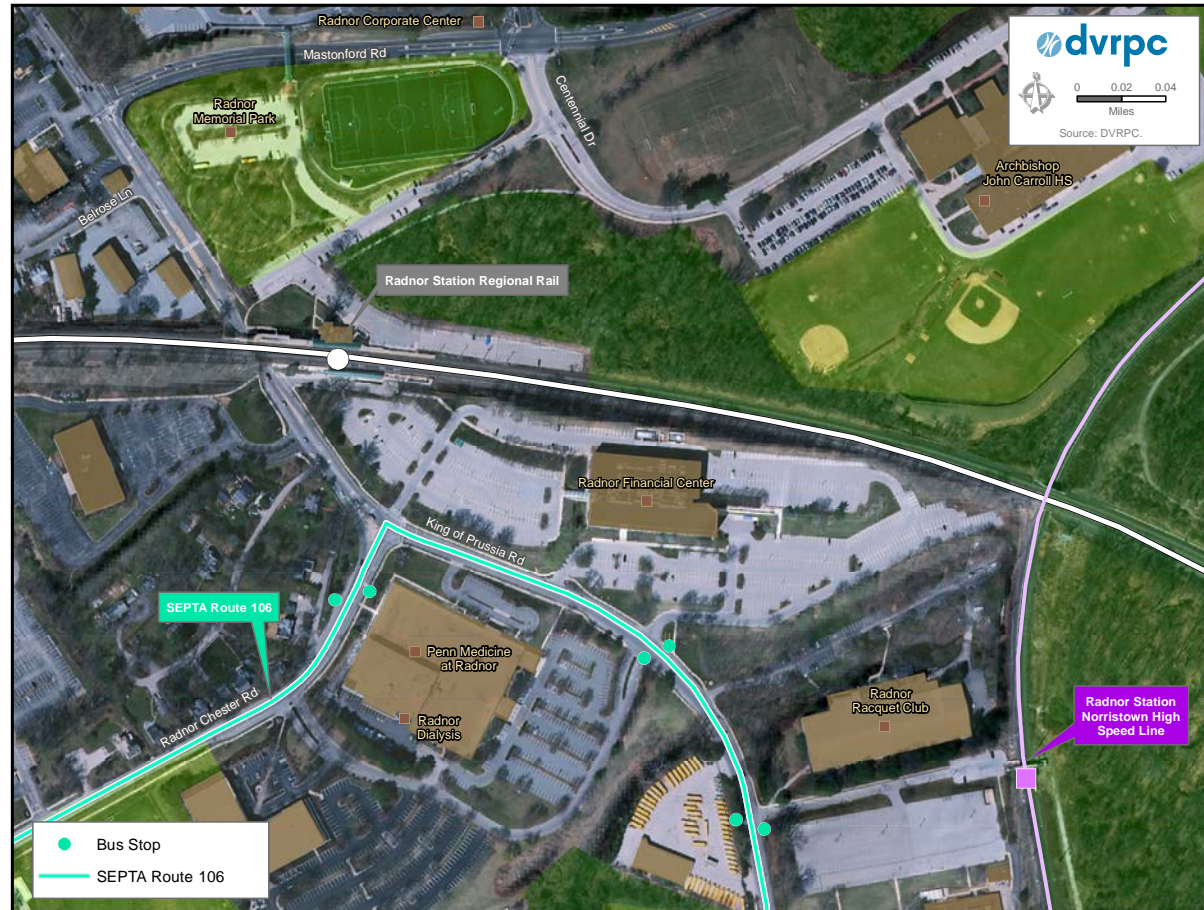 Radnor Corporate Center
dvrpc
Mastonford Rd
0 0.02 0.04
Miles
Source: DVRPC.
Centennial Dr
Radnor
Memorial Park
Archbishop
John Carroll HS
Belrose Ln
Radnor Station Regional Rail
Radnor Financial Center
King of Prussia Rd
SEPTA Route 106
Penn Medicine
at Radnor
Radnor
Racquet Club
Radnor Station
Norristown High
Speed Line
Radnor Chester Rd
Radnor
Dialysis
Bus Stop
SEPTA Route 106